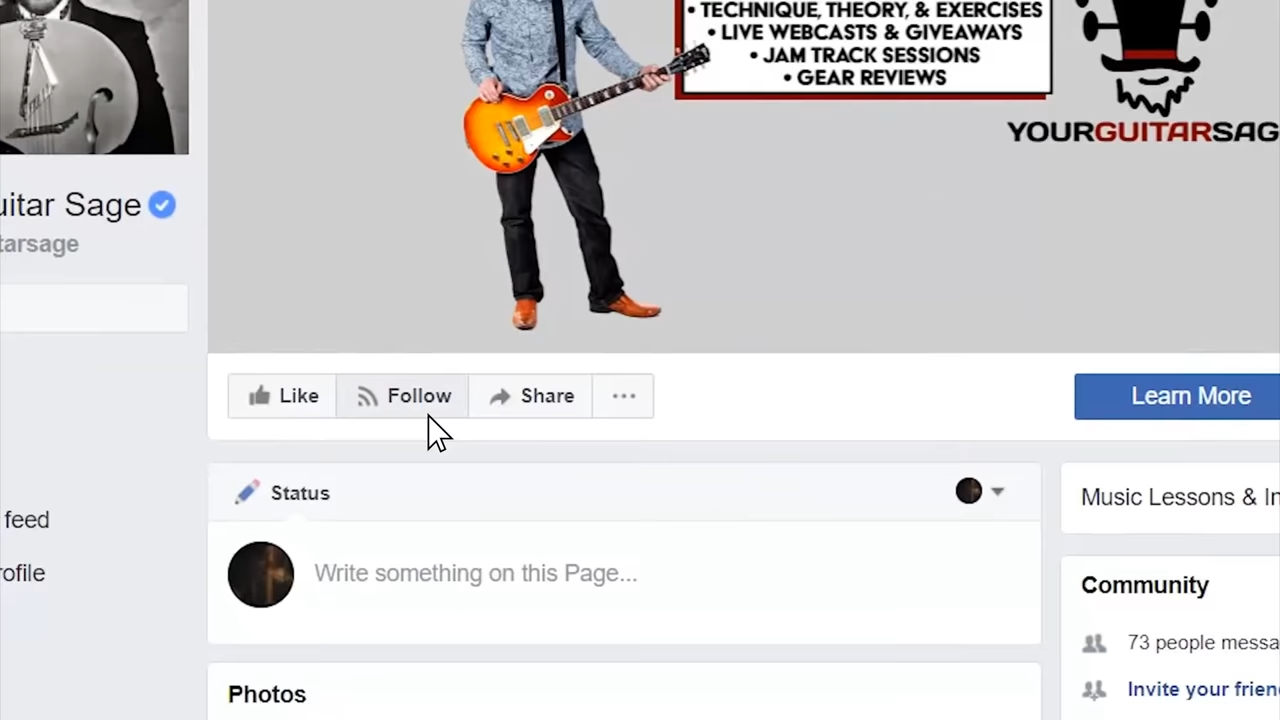 • TECHNIQUE, THEORY, & EXERCISES
• LIVE WEBCASTS & GIVEAWAYS
• JAM TRACK SESSIONS
• GEAR REVIEWS
YOURGUITARSAG
uitar Sage
tarsage
Like
Follow
Share
Learn More
Status
Write something on this Page...
feed
ofile
Music Lessons & In
Community
73 people messa
Invite your frien
Photos